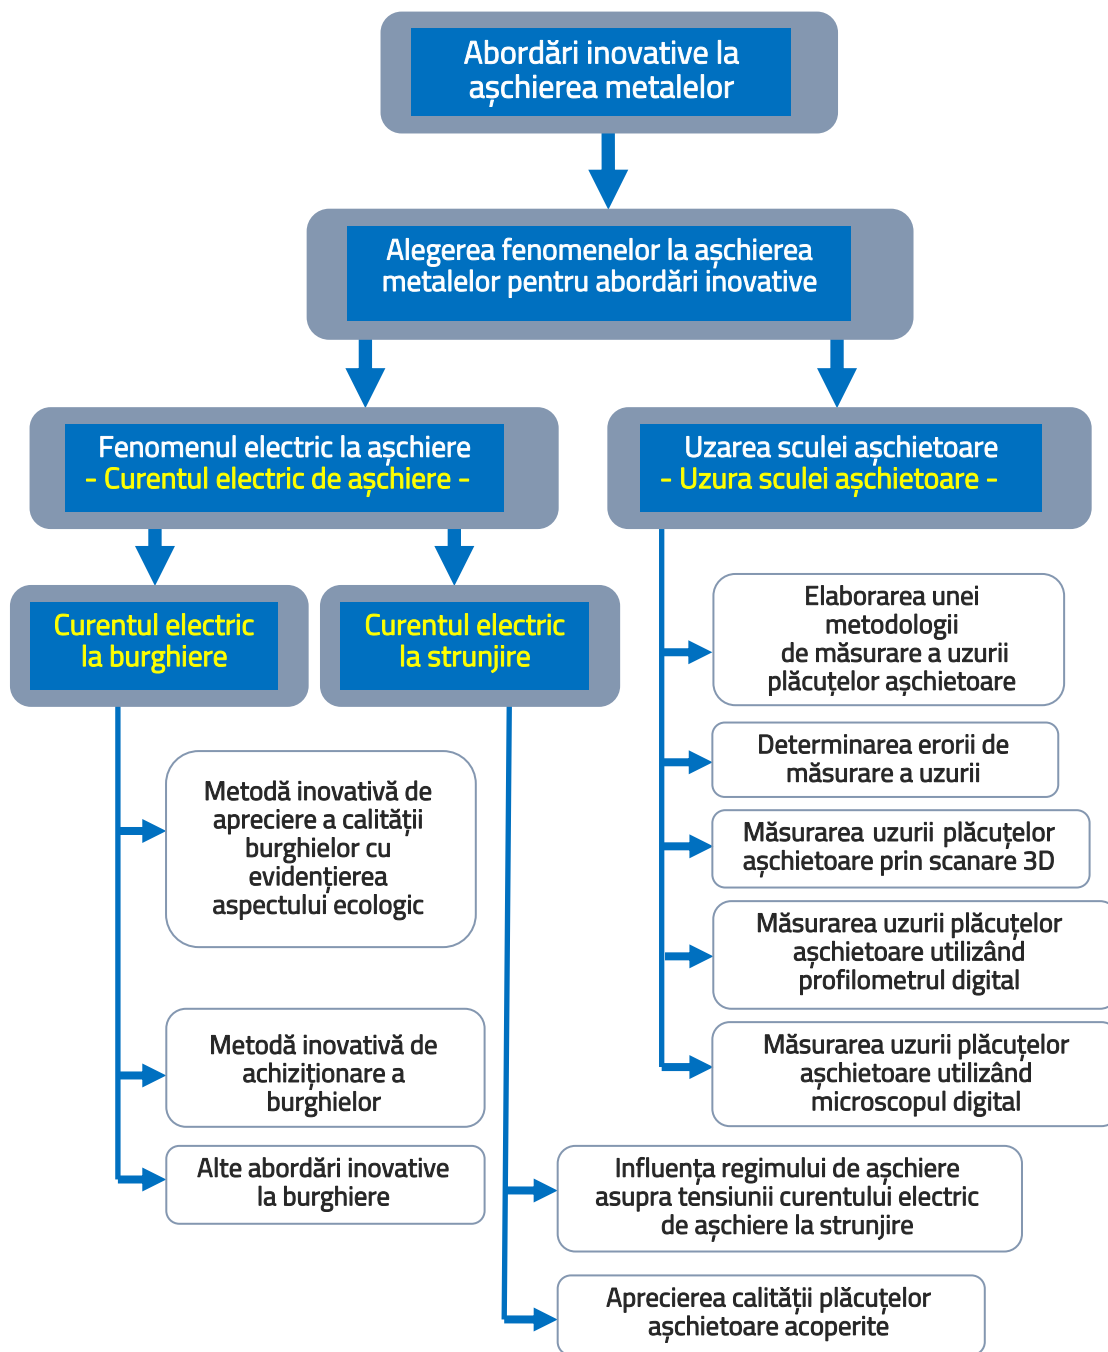 Abordări inovative la
așchierea metalelor
Alegerea fenomenelor la așchierea
metalelor pentru abordări inovative
Fenomenul electric la așchiere
- Curentul electric de așchiere -
Uzarea sculei așchietoare
- Uzura sculei așchietoare -
Curentul electric
la burghiere
Curentul electric
la strunjire
Metodă inovativă de
apreciere a calității
burghielor cu
evidențierea
aspectului ecologic
Metodă inovativă de
achiziționare a
burghielor
Alte abordări inovative
la burghiere
Influența regimului de așchiere
asupra tensiunii curentului electric
de așchiere la strunjire
Aprecierea calității plăcuțelor
așchietoare acoperite
Elaborarea unei
metodologii
de măsurare a uzurii
plăcuțelor așchietoare
Determinarea erorii de
măsurare a uzurii
Măsurarea uzurii plăcuțelor
așchietoare prin scanare 3D
Măsurarea uzurii plăcuțelor
așchietoare utilizând
profilometrul digital
Măsurarea uzurii plăcuțelor
așchietoare utilizând
microscopul digital